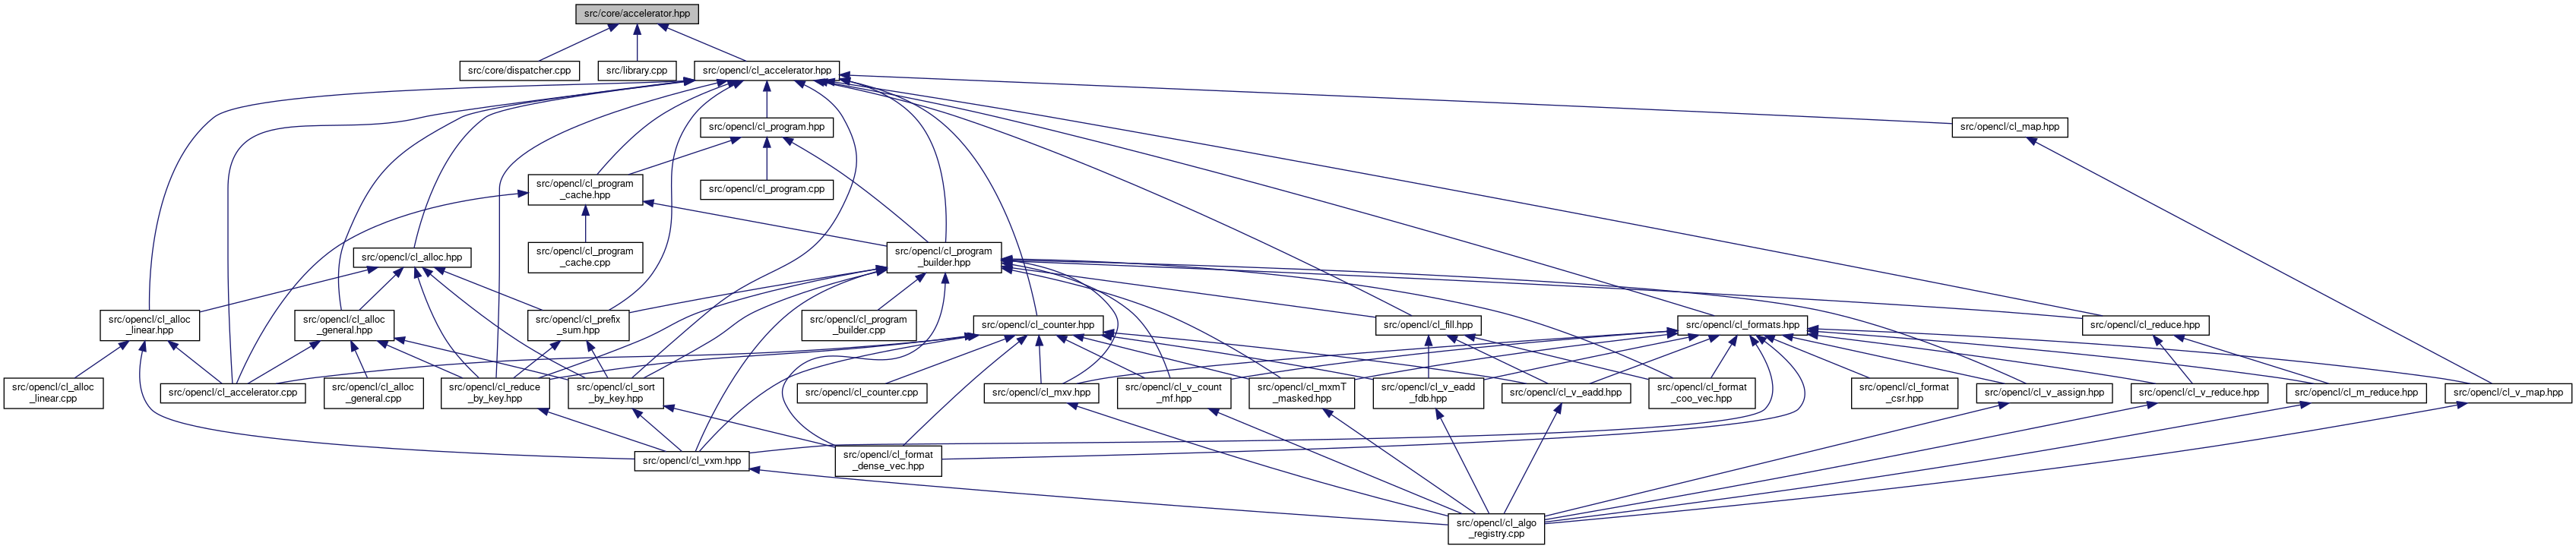 src/core/accelerator.hpp
src/core/dispatcher.cpp
src/library.cpp
src/opencl/cl_accelerator.hpp
src/opencl/cl_program.hpp
src/opencl/cl_map.hpp
src/opencl/cl_program
_cache.hpp
src/opencl/cl_program.cpp
src/opencl/cl_alloc.hpp
src/opencl/cl_program
_cache.cpp
src/opencl/cl_program
_builder.hpp
src/opencl/cl_alloc
_linear.hpp
src/opencl/cl_alloc
_general.hpp
src/opencl/cl_prefix
_sum.hpp
src/opencl/cl_program
_builder.cpp
src/opencl/cl_counter.hpp
src/opencl/cl_fill.hpp
src/opencl/cl_formats.hpp
src/opencl/cl_reduce.hpp
src/opencl/cl_alloc
_linear.cpp
src/opencl/cl_accelerator.cpp
src/opencl/cl_alloc
_general.cpp
src/opencl/cl_reduce
_by_key.hpp
src/opencl/cl_sort
_by_key.hpp
src/opencl/cl_counter.cpp
src/opencl/cl_mxv.hpp
src/opencl/cl_v_count
_mf.hpp
src/opencl/cl_mxmT
_masked.hpp
src/opencl/cl_v_eadd
_fdb.hpp
src/opencl/cl_v_eadd.hpp
src/opencl/cl_format
_coo_vec.hpp
src/opencl/cl_format
_csr.hpp
src/opencl/cl_v_assign.hpp
src/opencl/cl_v_reduce.hpp
src/opencl/cl_m_reduce.hpp
src/opencl/cl_v_map.hpp
src/opencl/cl_vxm.hpp
src/opencl/cl_format
_dense_vec.hpp
src/opencl/cl_algo
_registry.cpp